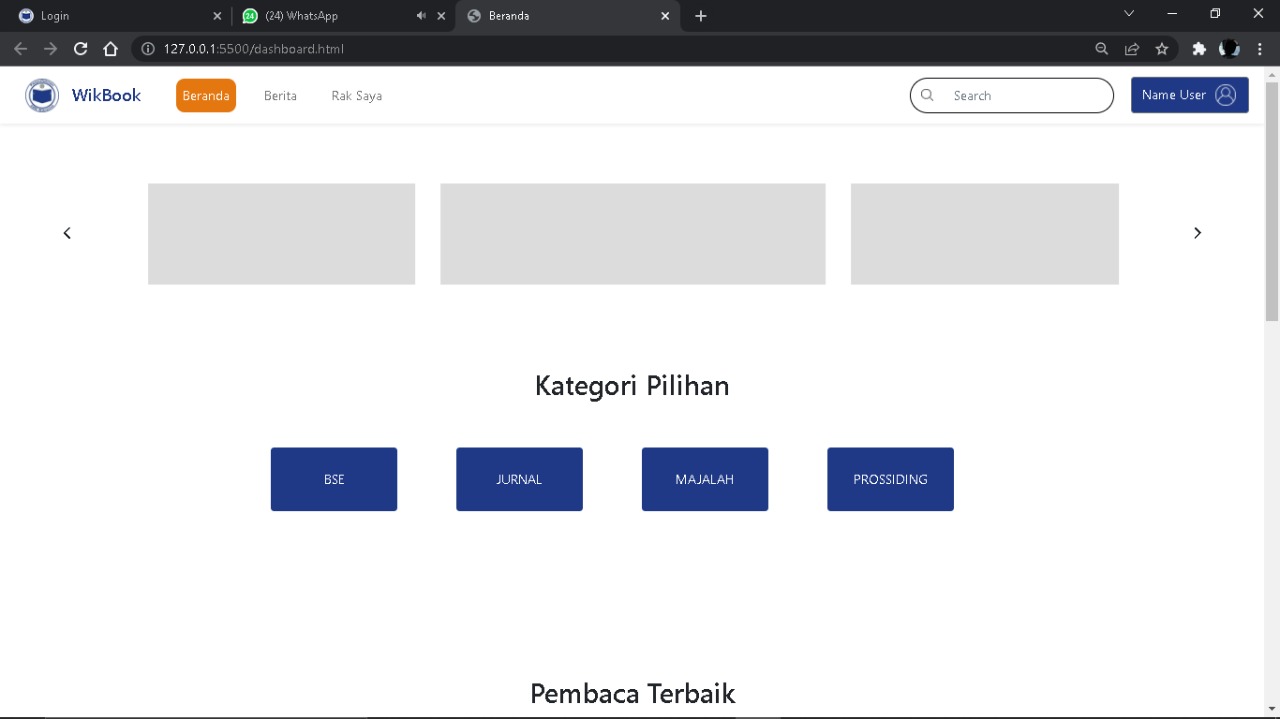 Login
(24) WhatsApp
Beranda
127.0.0.1:5500/dashboard.html
WikBook Beranda Berita Rak Saya Search Name User
Kategori Pilihan
BSE JURNAL MAJALAH PROSSIDING
Pembaca Terbaik